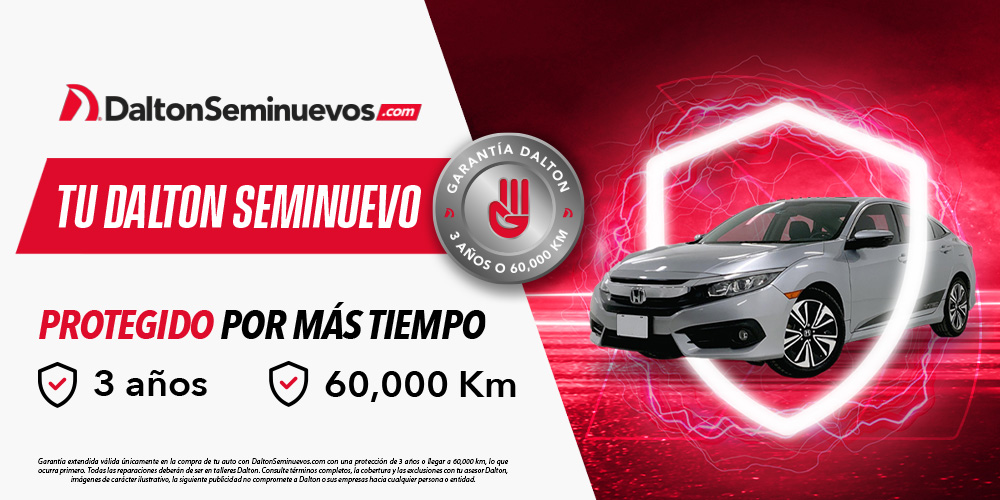 DaltonSeminuevos.com
TU DALTON SEMINUEVO
GARANTÍA DALTON
3 AÑOS O 60,000 KM
PROTEGIDO POR MÁS TIEMPO
3 años
60,000 Km
Garantía extendida válida únicamente en la compra de tu auto con DaltonSeminuevos.com con una protección de 3 años o llegar a 60,000 km, lo que
ocurra primero. Todas las reparaciones deberán de ser en talleres Dalton. Consulte términos completos, la cobertura y las exclusiones con tu asesor Dalton,
imágenes de carácter ilustrativo, la siguiente publicidad no compromete a Dalton o sus empresas hacia cualquier persona o entidad.